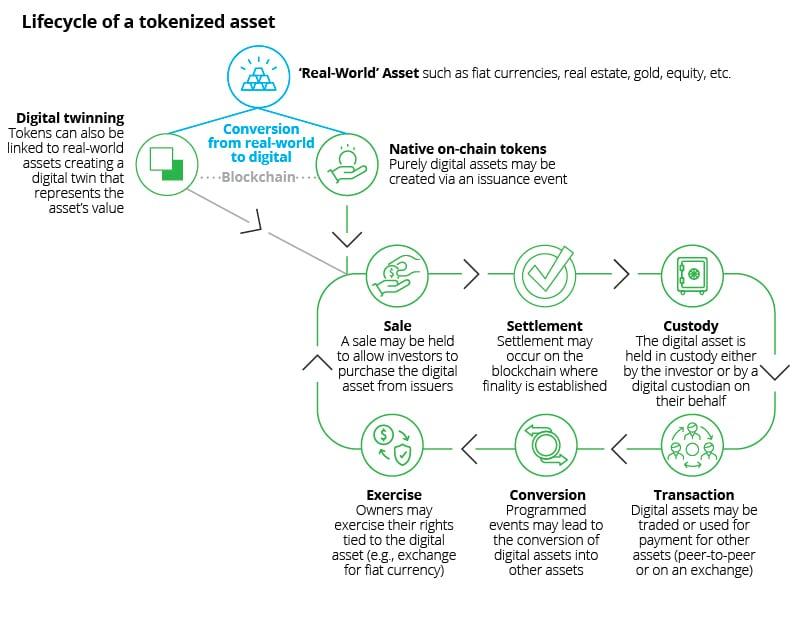 Lifecycle of a tokenized asset
‘Real-World’ Asset such as fiat currencies, real estate, gold, equity, etc.
Digital twinning
Tokens can also be
linked to real-world
assets creating a
digital twin that
represents the
asset’s value
Conversion
from real-world
to digital
Blockchain
Native on-chain tokens
Purely digital assets may be
created via an issuance event
Sale
A sale may be held
to allow investors to
purchase the digital
asset from issuers
Settlement
Settlement may
occur on the
blockchain where
finality is established
Custody
The digital asset is
held in custody either
by the investor or by a
digital custodian on
their behalf
Exercise
Owners may
exercise their rights
tied to the digital
asset (e.g., exchange
for fiat currency)
Conversion
Programmed
events may lead to
the conversion of
digital assets into
other assets
Transaction
Digital assets may be
traded or used for
payment for other
assets (peer-to-peer
or on an exchange)